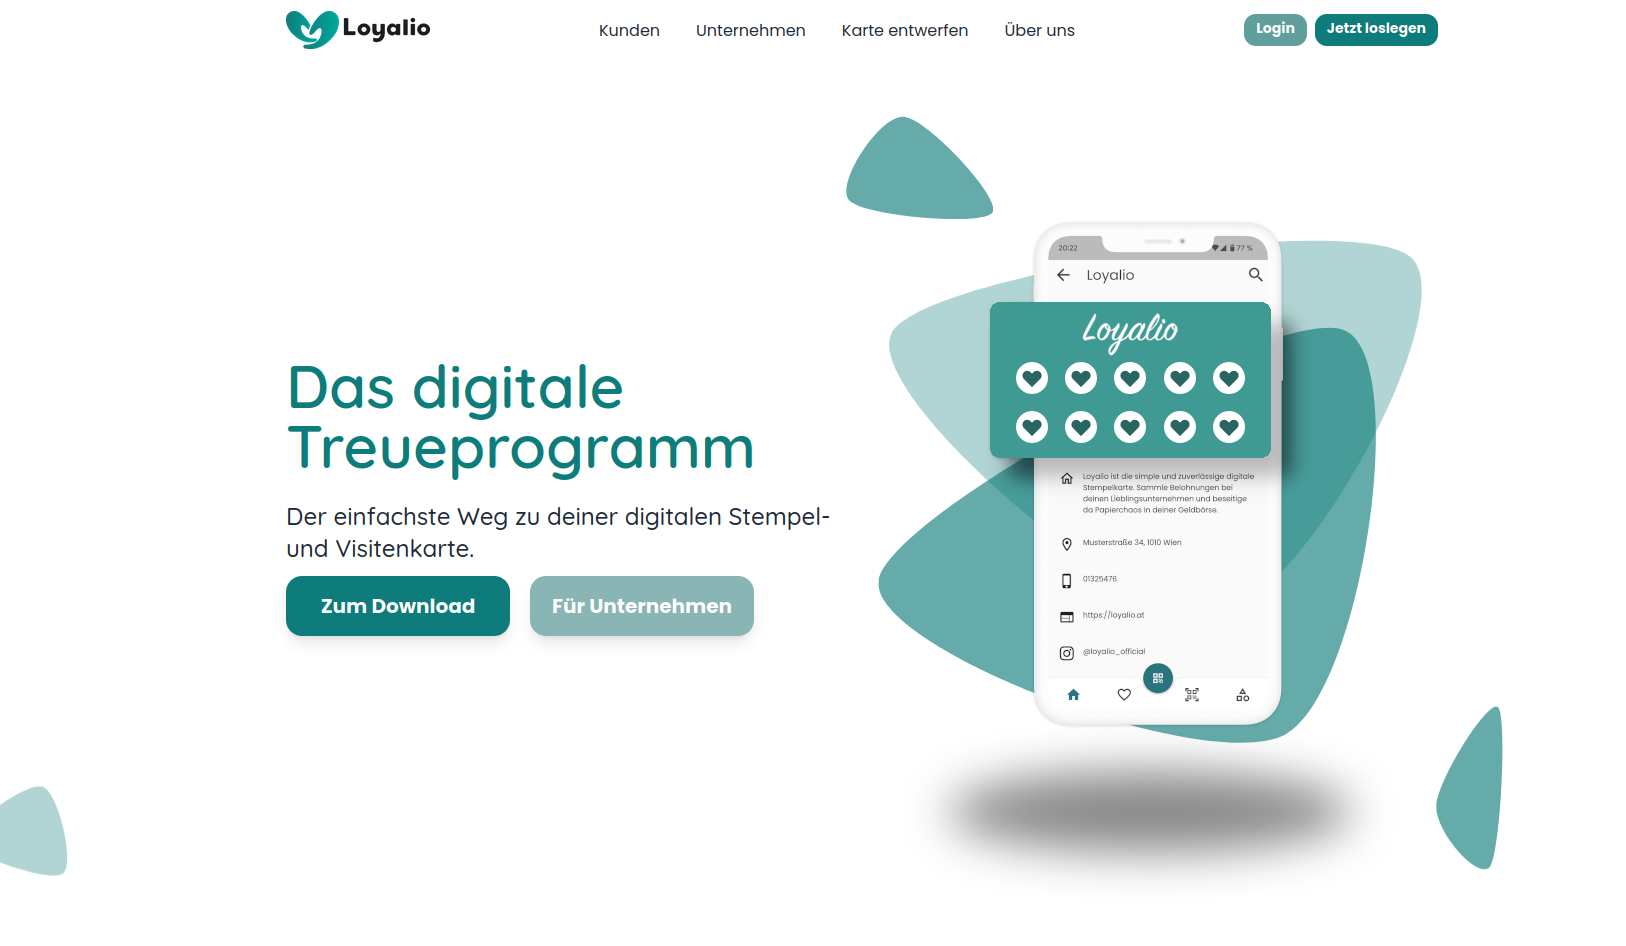 Loyalio
Kunden
Unternehmen
Karte entwerfen
Über uns
Login
Jetzt loslegen
Das digitale
Treueprogramm
Der einfachste Weg zu deiner digitalen Stempel-
und Visitenkarte.
Zum Download
Für Unternehmen
20:22
77 %
Loyalio
Loyalio
Loyalio ist die simple und zuverlässige digitale
Stempelkarte. Sammle Belohnungen bei
deinen Lieblingsunternehmen und beseitige
da Papierchaos in deiner Geldbörse.
Musterstraße 34, 1010 Wien
01325476
https://loyalio.at
@loyalio_official